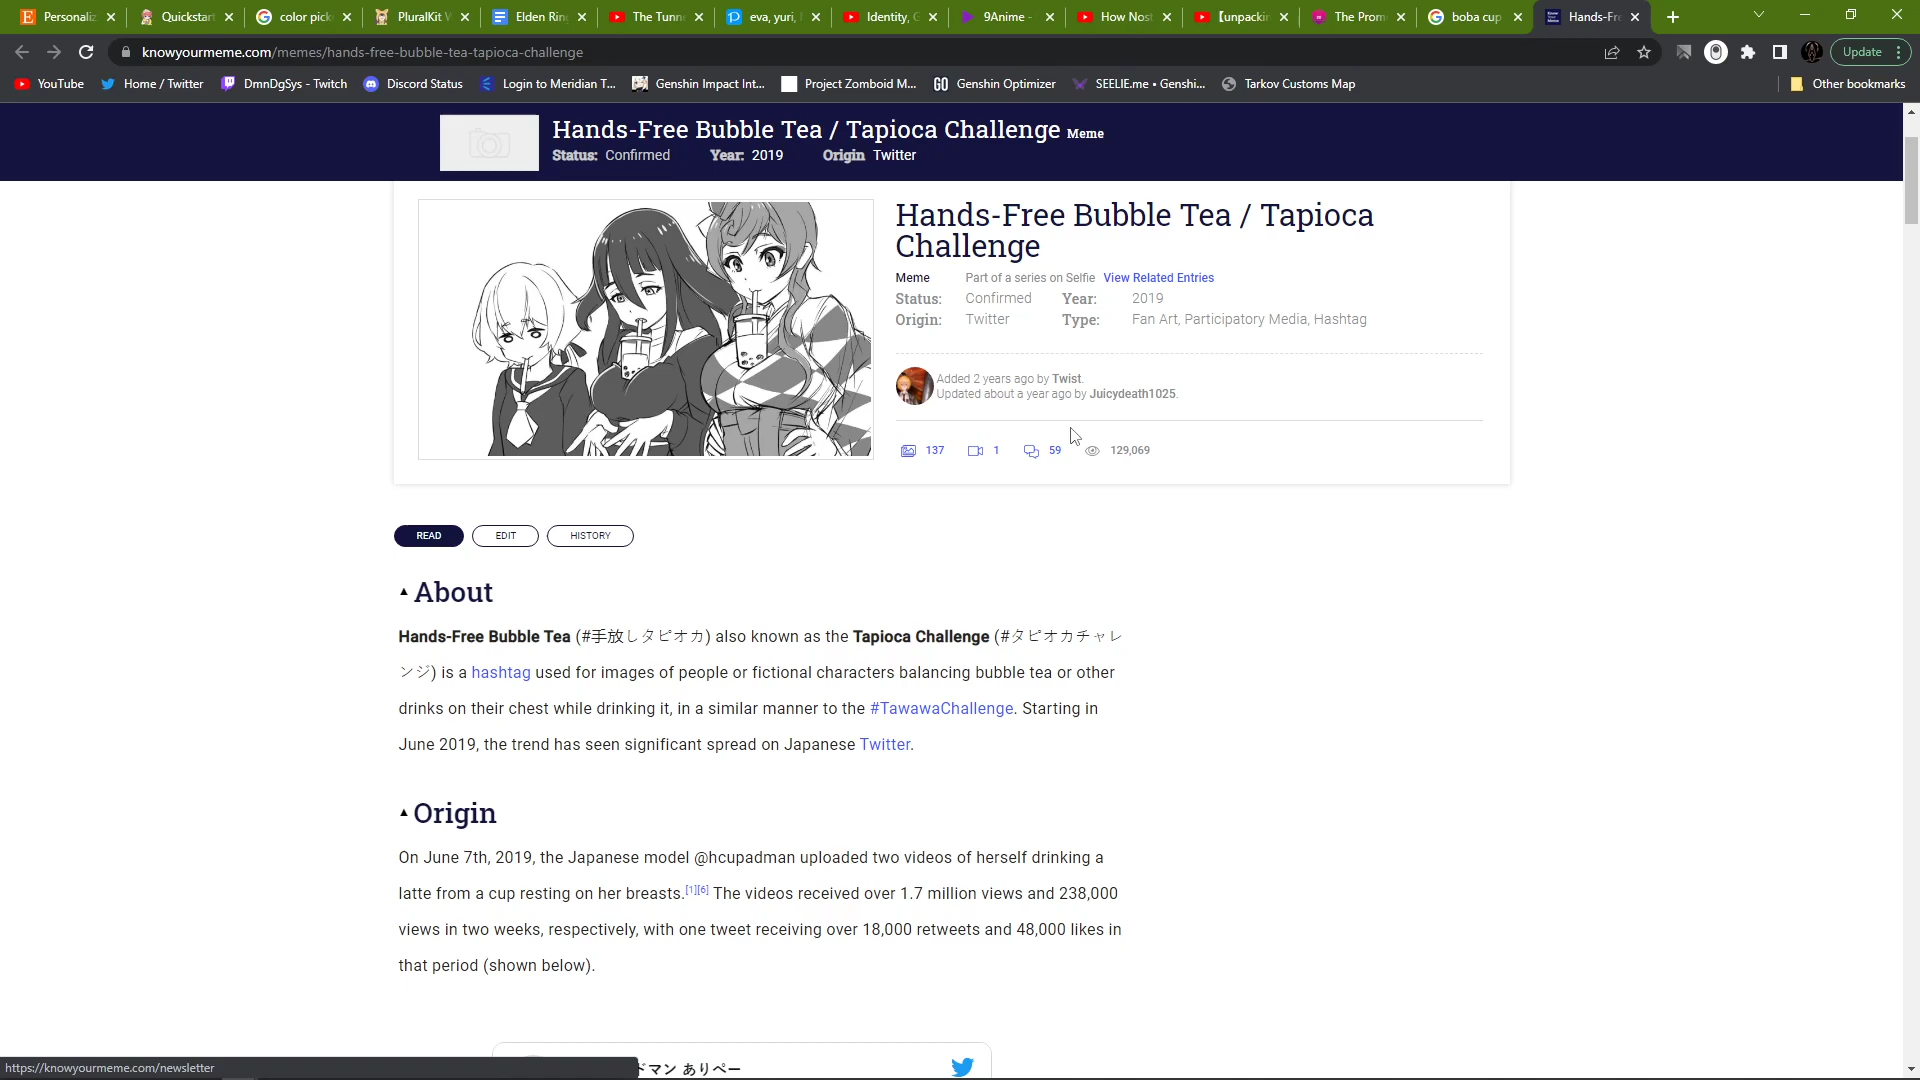 Personaliz
Quickstart
color pick
PluralKit W
Elden Rin
The Tunn
eva, yuri,
Identity, G
9Anime -
How Nost
【unpackin
The Prom
boba cup
Hands-Fre
knowyourmeme.com/memes/hands-free-bubble-tea-tapioca-challenge
Update
YouTube
Home / Twitter
DmnDgSys - Twitch
Discord Status
Login to Meridian T...
Genshin Impact Int...
Project Zomboid M...
GO Genshin Optimizer
SEELIE.me • Genshi...
Tarkov Customs Map
Other bookmarks
Hands-Free Bubble Tea / Tapioca Challenge Meme
Status: Confirmed Year: 2019 Origin Twitter
Hands-Free Bubble Tea / Tapioca
Challenge
Meme Part of a series on Selfie View Related Entries
Status: Confirmed Year: 2019
Origin: Twitter Type: Fan Art, Participatory Media, Hashtag
Added 2 years ago by Twist.
Updated about a year ago by Juicydeath1025.
137 1 59 129,069
READ EDIT HISTORY
About
Hands-Free Bubble Tea (#手放しタピオカ) also known as the Tapioca Challenge (#タピオカチャレ
ンジ) is a hashtag used for images of people or fictional characters balancing bubble tea or other
drinks on their chest while drinking it, in a similar manner to the #TawawaChallenge. Starting in
June 2019, the trend has seen significant spread on Japanese Twitter.
Origin
On June 7th, 2019, the Japanese model @hcupadman uploaded two videos of herself drinking a
latte from a cup resting on her breasts.[1][6] The videos received over 1.7 million views and 238,000
views in two weeks, respectively, with one tweet receiving over 18,000 retweets and 48,000 likes in
that period (shown below).
ドマン ありぺー
https://knowyourmeme.com/newsletter